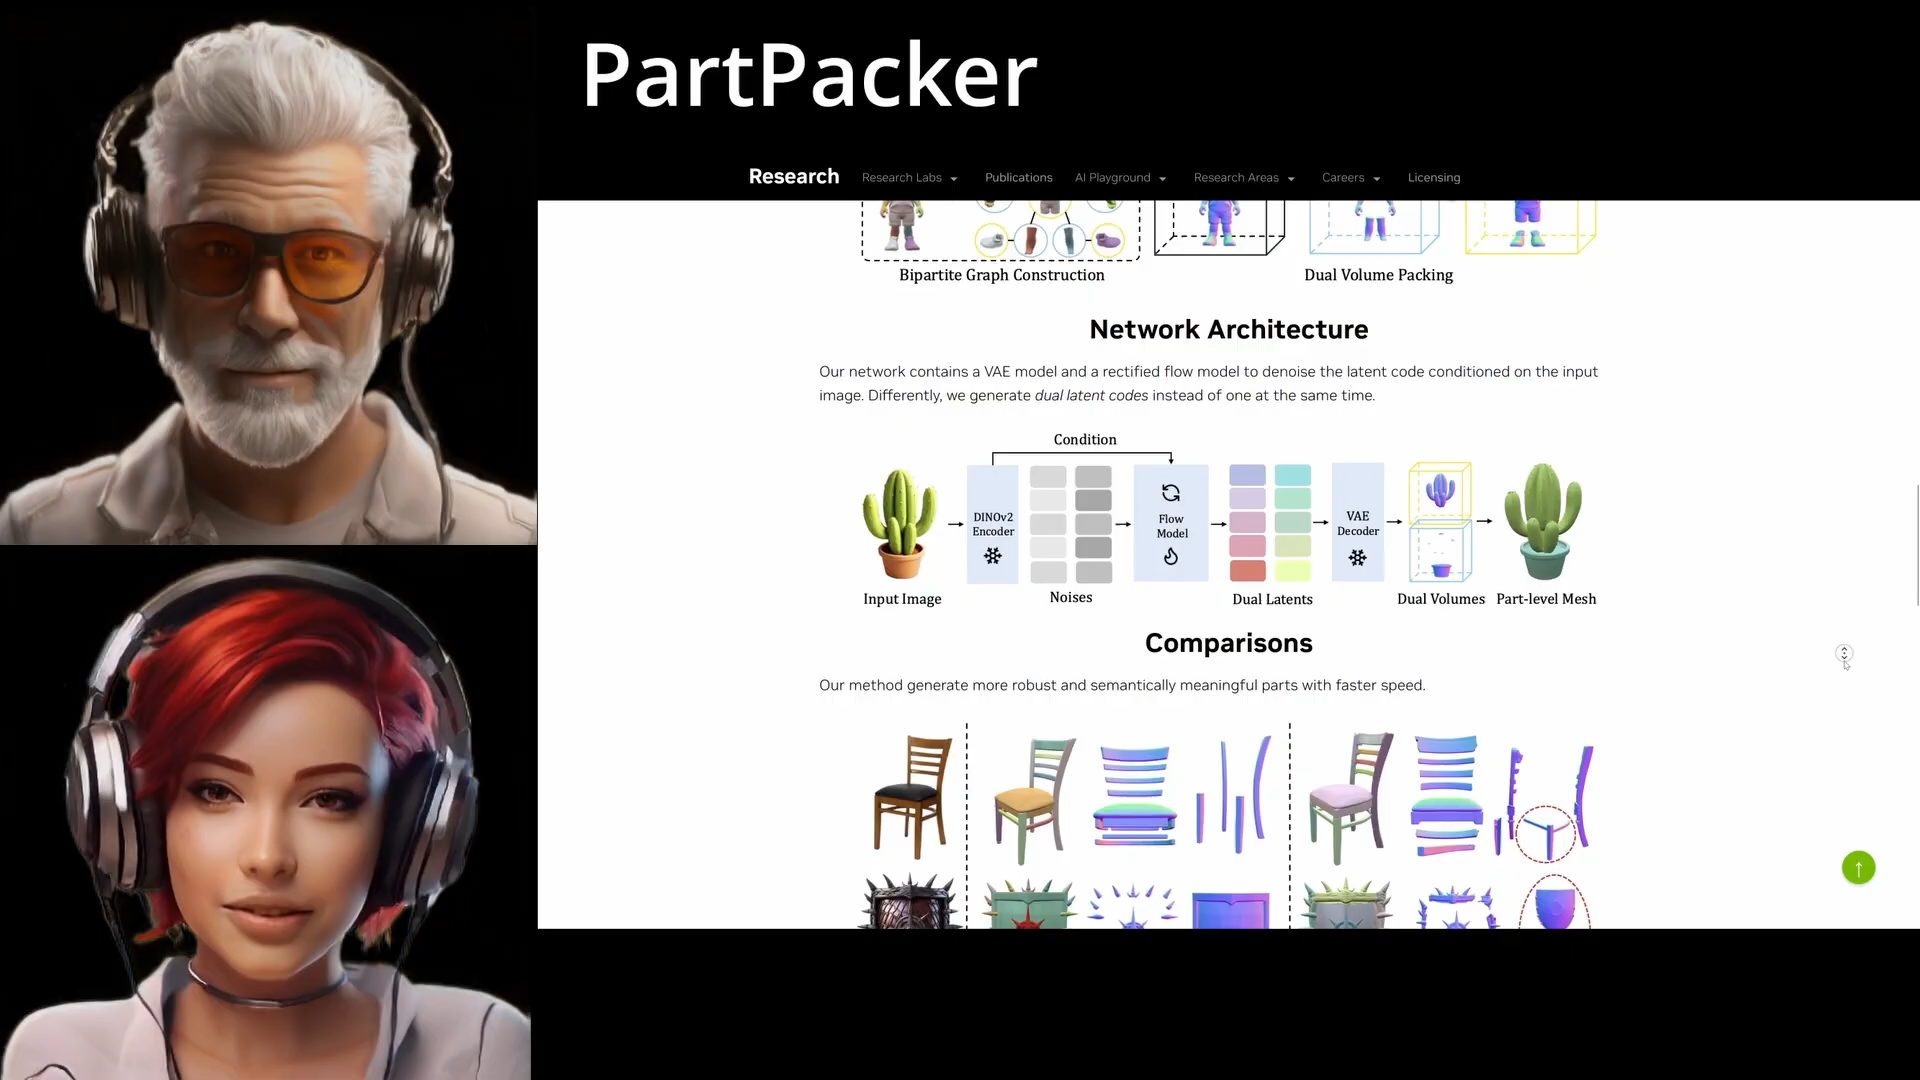 PartPacker
Research Research Labs Publications AI Playground Research Areas Careers Licensing
Bipartite Graph Construction Dual Volume Packing
Network Architecture
Our network contains a VAE model and a rectified flow model to denoise the latent code conditioned on the input
image. Differently, we generate dual latent codes instead of one at the same time.
Condition
DINOv2
Encoder
Flow
Model
VAE
Decoder
Input Image Noises Dual Latents Dual Volumes Part-level Mesh
Comparisons
Our method generate more robust and semantically meaningful parts with faster speed.